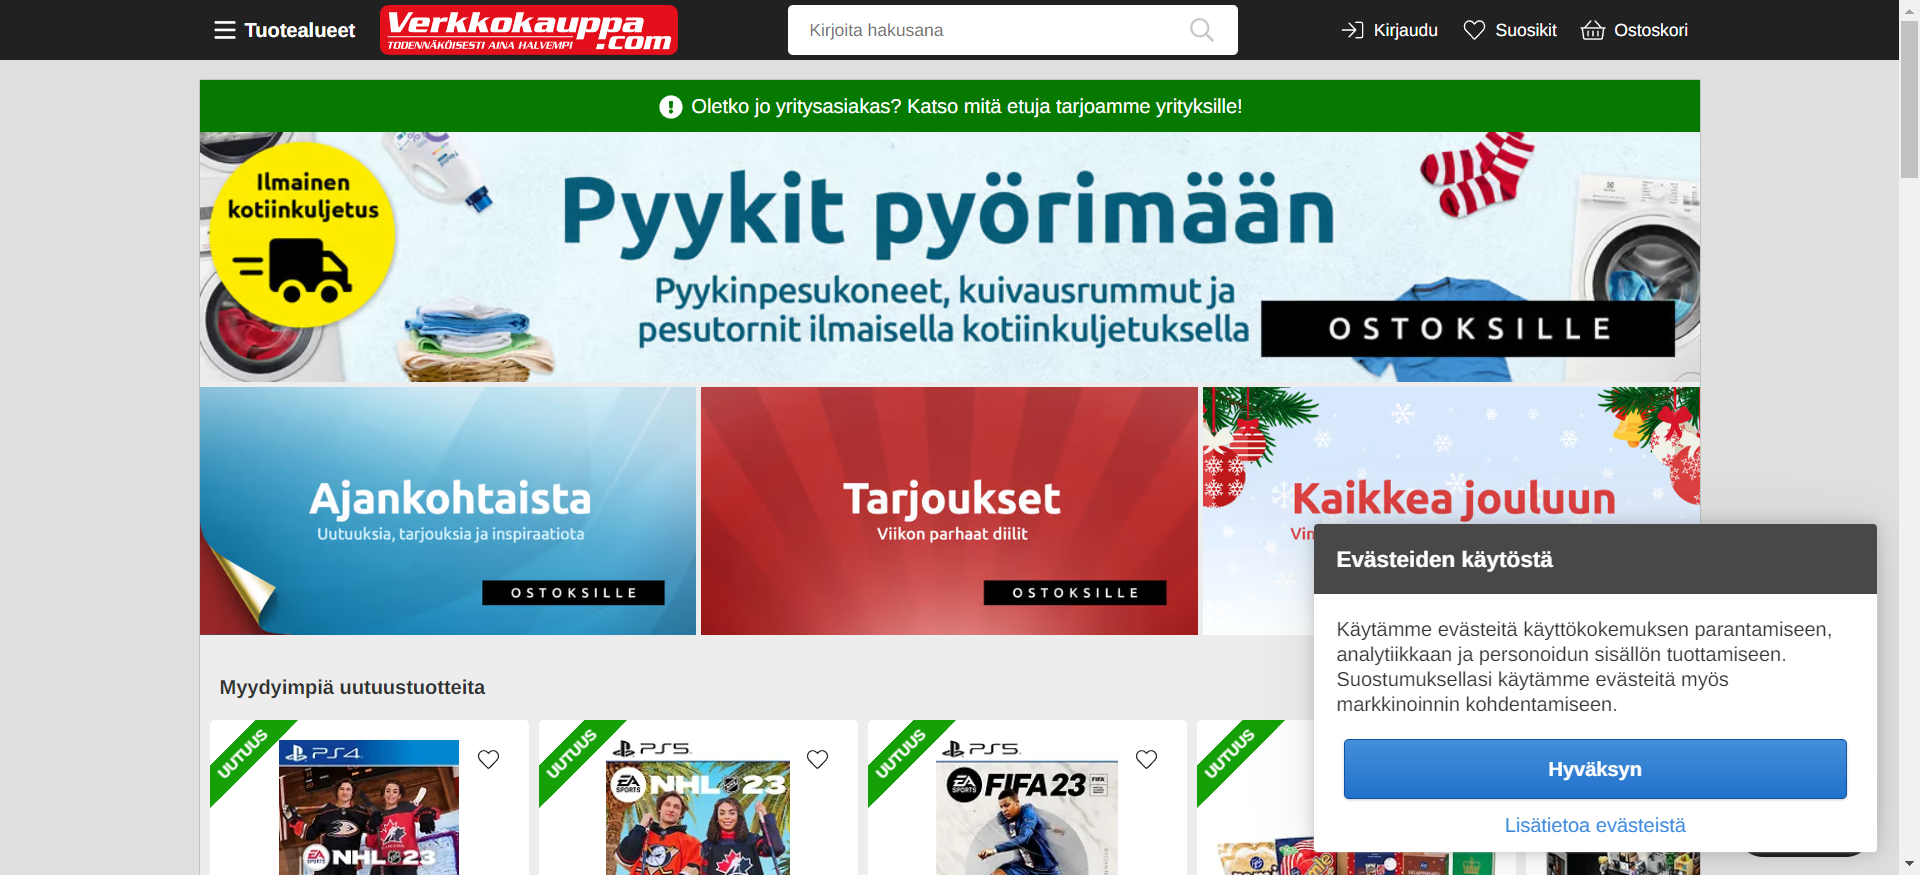 Tuotealueet
Verkkokauppa
.com
TODENNÄKÖISESTI AINA HALVEMPI
Kirjoita hakusana
Kirjaudu
Suosikit
Ostoskori
Oletko jo yritysasiakas? Katso mitä etuja tarjoamme yrityksille!
Ilmainen
kotiinkuljetus
Pyykit pyörimään
Pyykinpesukoneet, kuivausrummut ja
pesutornit ilmaisella kotiinkuljetuksella
OSTOKSILLE
Ajankohtaista
Uutuuksia, tarjouksia ja inspiraatiota
OSTOKSILLE
Tarjoukset
Viikon parhaat diilit
OSTOKSILLE
Kaikkea jouluun
Evästeiden käytöstä
Käytämme evästeitä käyttökokemuksen parantamiseen,
analytiikkaan ja personoidun sisällön tuottamiseen.
Suostumuksellasi käytämme evästeitä myös
markkinoinnin kohdentamiseen.
Hyväksyn
Lisätietoa evästeistä
Myydyimpiä uutuustuotteita
UUTUUS
PS4
EA SPORTS
NHL 23
UUTUUS
PS5
EA SPORTS
NHL 23
UUTUUS
PS5
EA SPORTS
FIFA 23
FIFA
UUTUUS